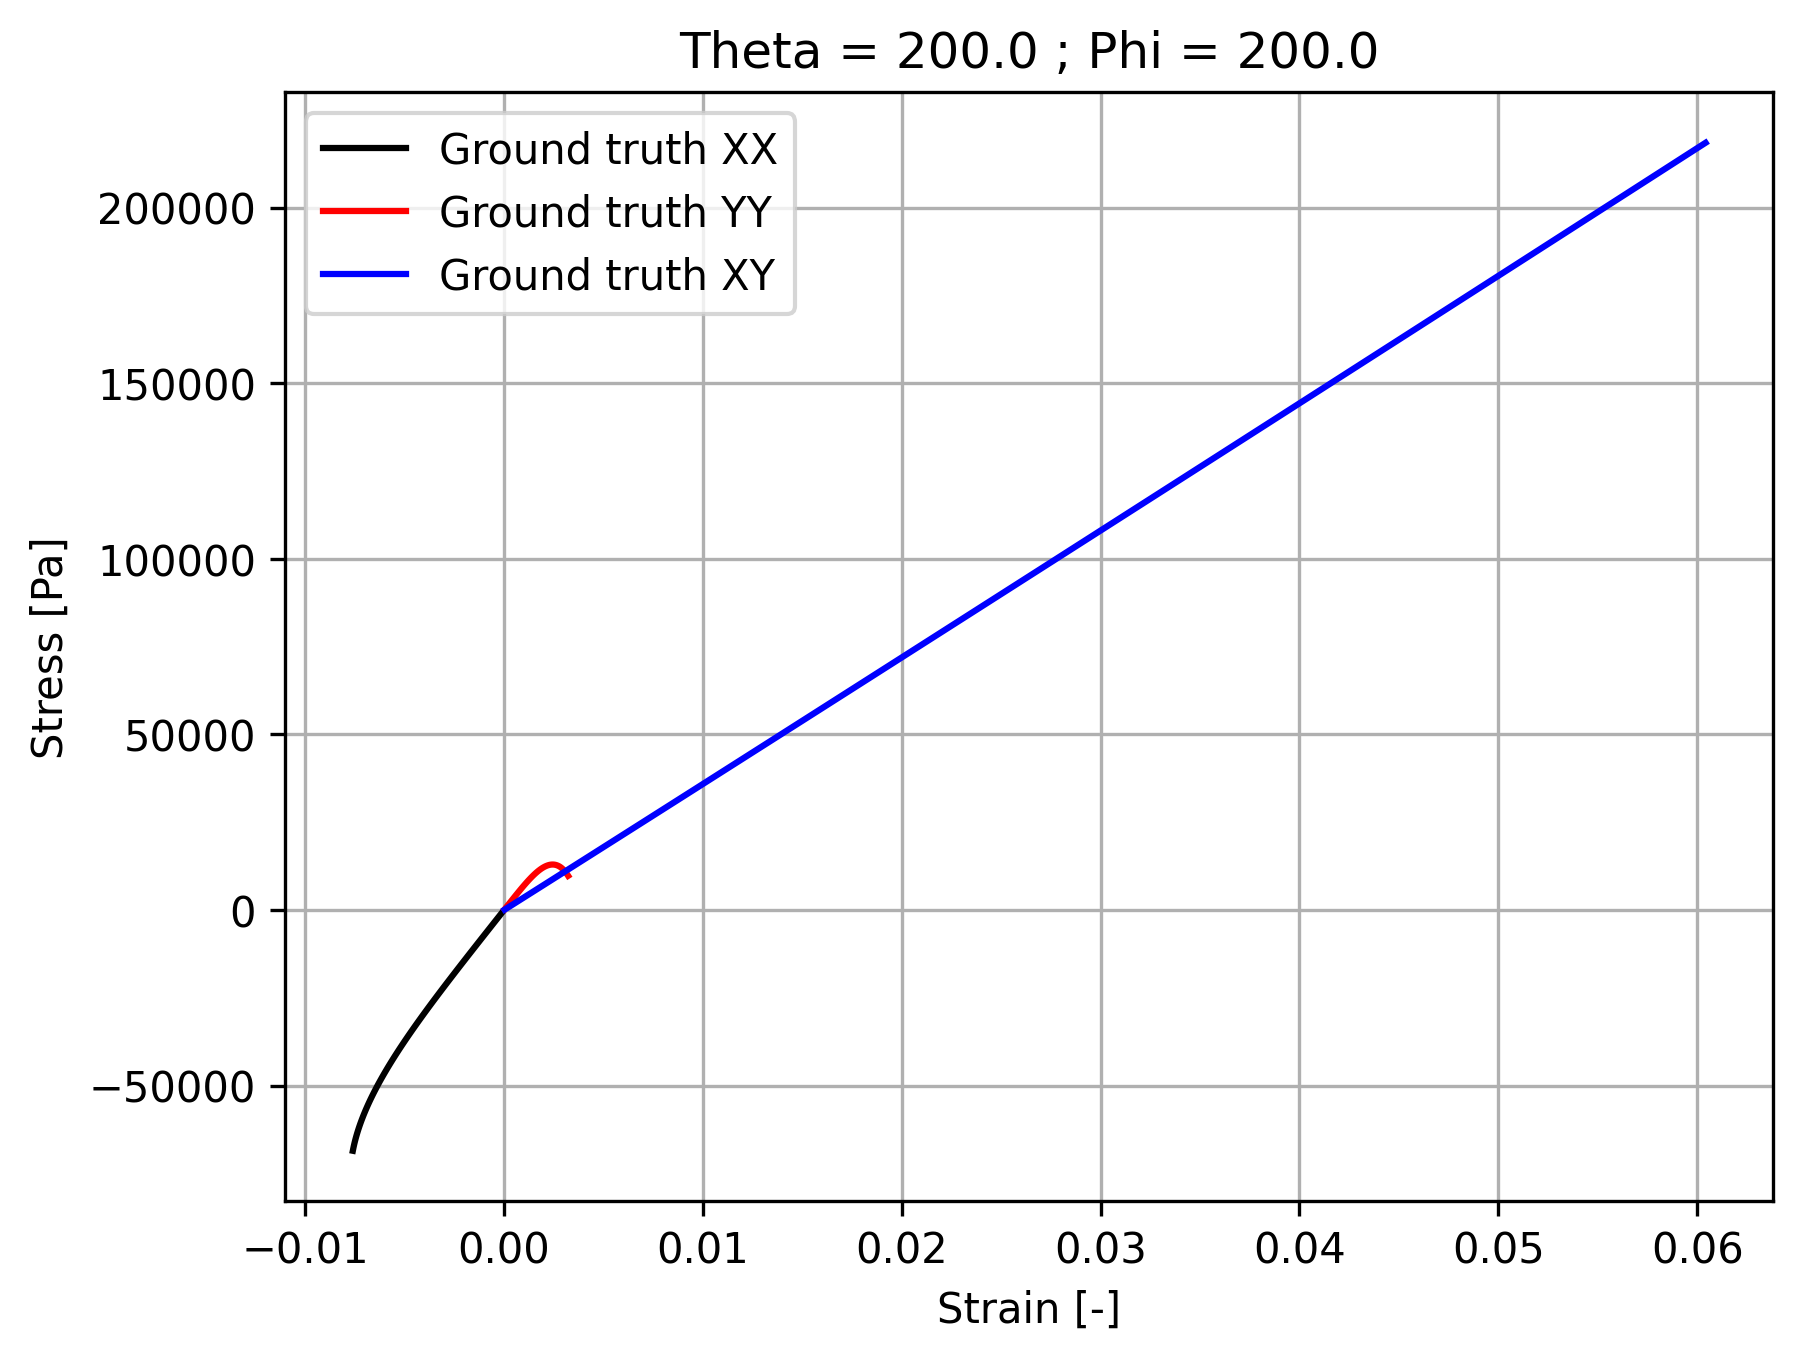 Theta = 200.0 ; Phi = 200.0
Ground truth XX
Ground truth YY
Ground truth XY
200000
150000
100000
50000
0
−50000
Stress [Pa]
−0.01 0.00 0.01 0.02 0.03 0.04 0.05 0.06
Strain [-]